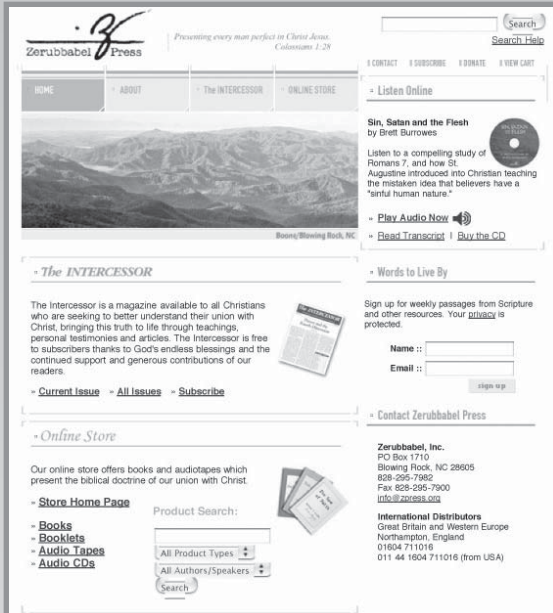 Zerubbabel Press
Presenting every man perfect in Christ Jesus.
Colossians 1:28
Search
Search Help
CONTACT
SUBSCRIBE
DONATE
VIEW CART
HOME
ABOUT
The INTERCESSOR
ONLINE STORE
Boone/Blowing Rock, NC
Listen Online
Sin, Satan and the Flesh
by Brett Burrowes
Listen to a compelling study of
Romans 7, and how St.
Augustine introduced into Christian teaching
the mistaken idea that believers have a
"sinful human nature."
» Play Audio Now
» Read Transcript | Buy the CD
The INTERCESSOR
The Intercessor is a magazine available to all Christians
who are seeking to better understand their union with
Christ, bringing this truth to life through teachings,
personal testimonies and articles. The Intercessor is free
to subscribers thanks to God's endless blessings and the
continued support and generous contributions of our
readers.
» Current Issue » All Issues » Subscribe
Words to Live By
Sign up for weekly passages from Scripture
and other resources. Your privacy is
protected.
Name ::
Email ::
sign up
Online Store
Our online store offers books and audiotapes which
present the biblical doctrine of our union with Christ.
» Store Home Page
» Books
» Booklets
» Audio Tapes
» Audio CDs
Product Search:
All Product Types
All Authors/Speakers
Search
Contact Zerubbabel Press
Zerubbabel, Inc.
PO Box 1710
Blowing Rock, NC 28605
828-295-7982
Fax 828-295-7900
info@zpress.org
International Distributors
Great Britain and Western Europe
Northampton, England
01604 711016
011 44 1604 711016 (from USA)